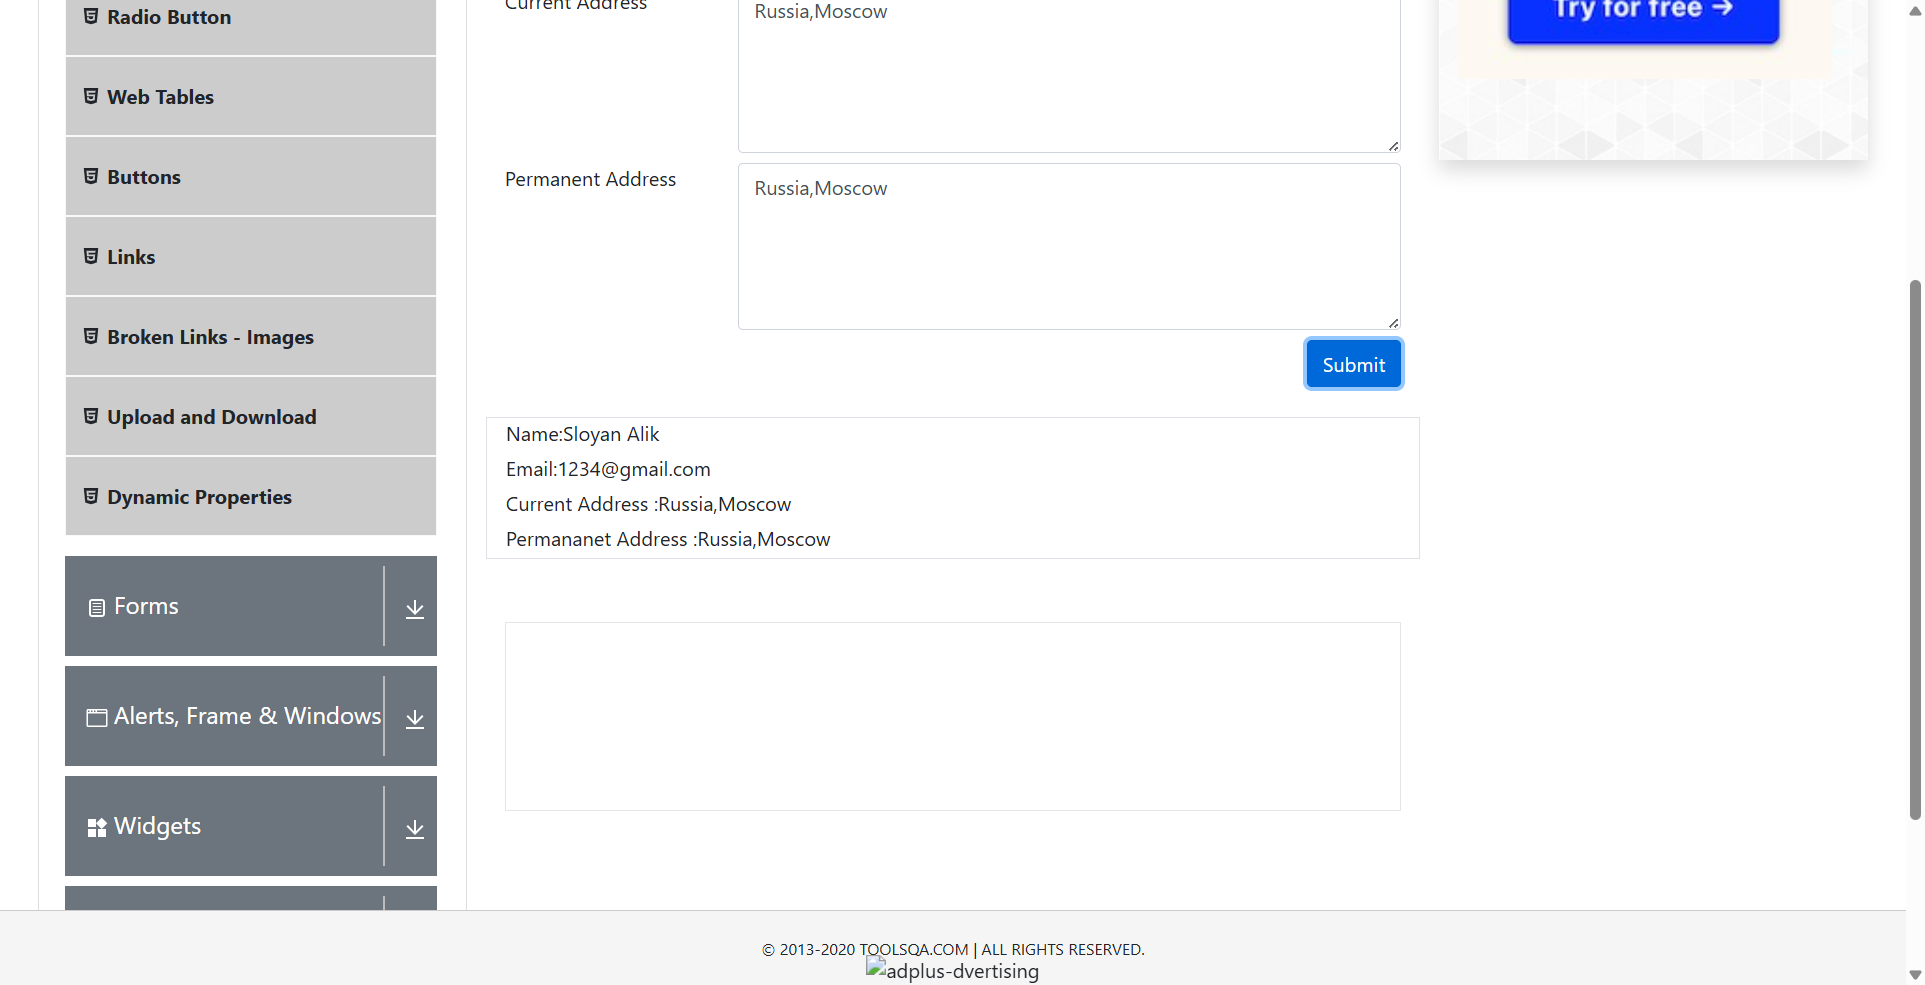 Radio Button
Web Tables
Buttons
Links
Broken Links - Images
Upload and Download
Dynamic Properties
Forms
Alerts, Frame & Windows
Widgets
Current Address
Russia,Moscow
Permanent Address
Russia,Moscow
Submit
Name:Sloyan Alik
Email:1234@gmail.com
Current Address :Russia,Moscow
Permananet Address :Russia,Moscow
Try for free →
© 2013-2020 TOOLSQA.COM | ALL RIGHTS RESERVED.
adplus-dvertising